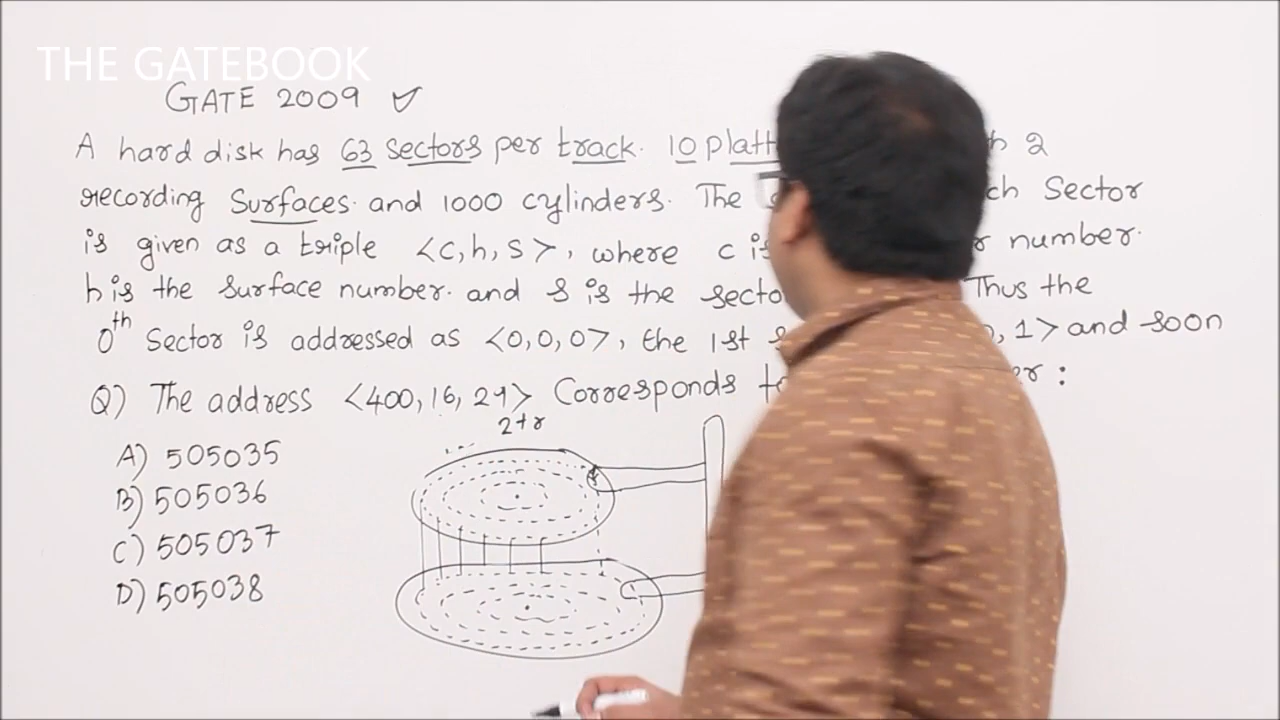 THE GATEBOOK
GATE 2009
A hard disk has 63 sectors per track. 10 platt 2
recording Surfaces. and 1000 cylinders. The Sector
is given as a triple <c,h,s>, where c is number.
h is the surface number. and s is the secto Thus the
0th Sector is addressed as <0,0,0>, the 1st , 1> and soon
Q) The address <400,16,29> Corresponds :
A) 505035
B) 505036
C) 505037
D) 505038
2+r